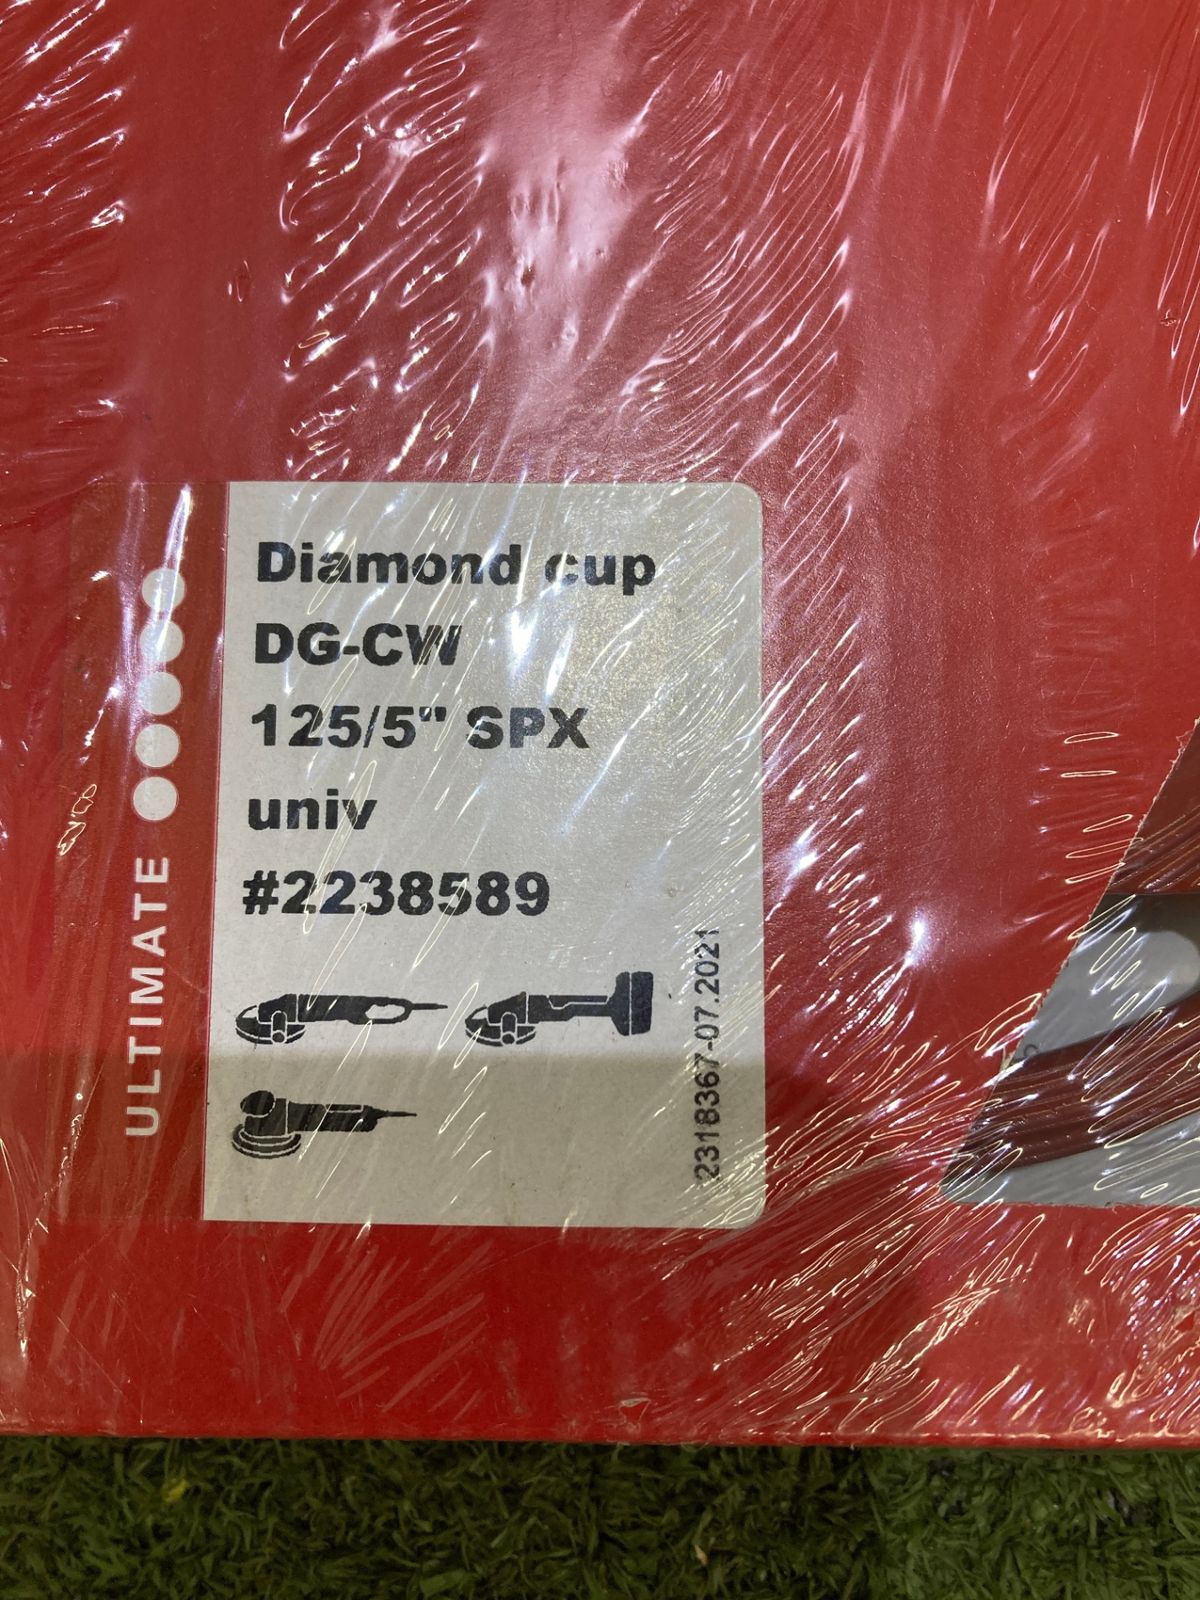 Diamond cup
DG-CW
125/5" SPX
univ
#2238589
2318367-07.2021
ULTIMATE